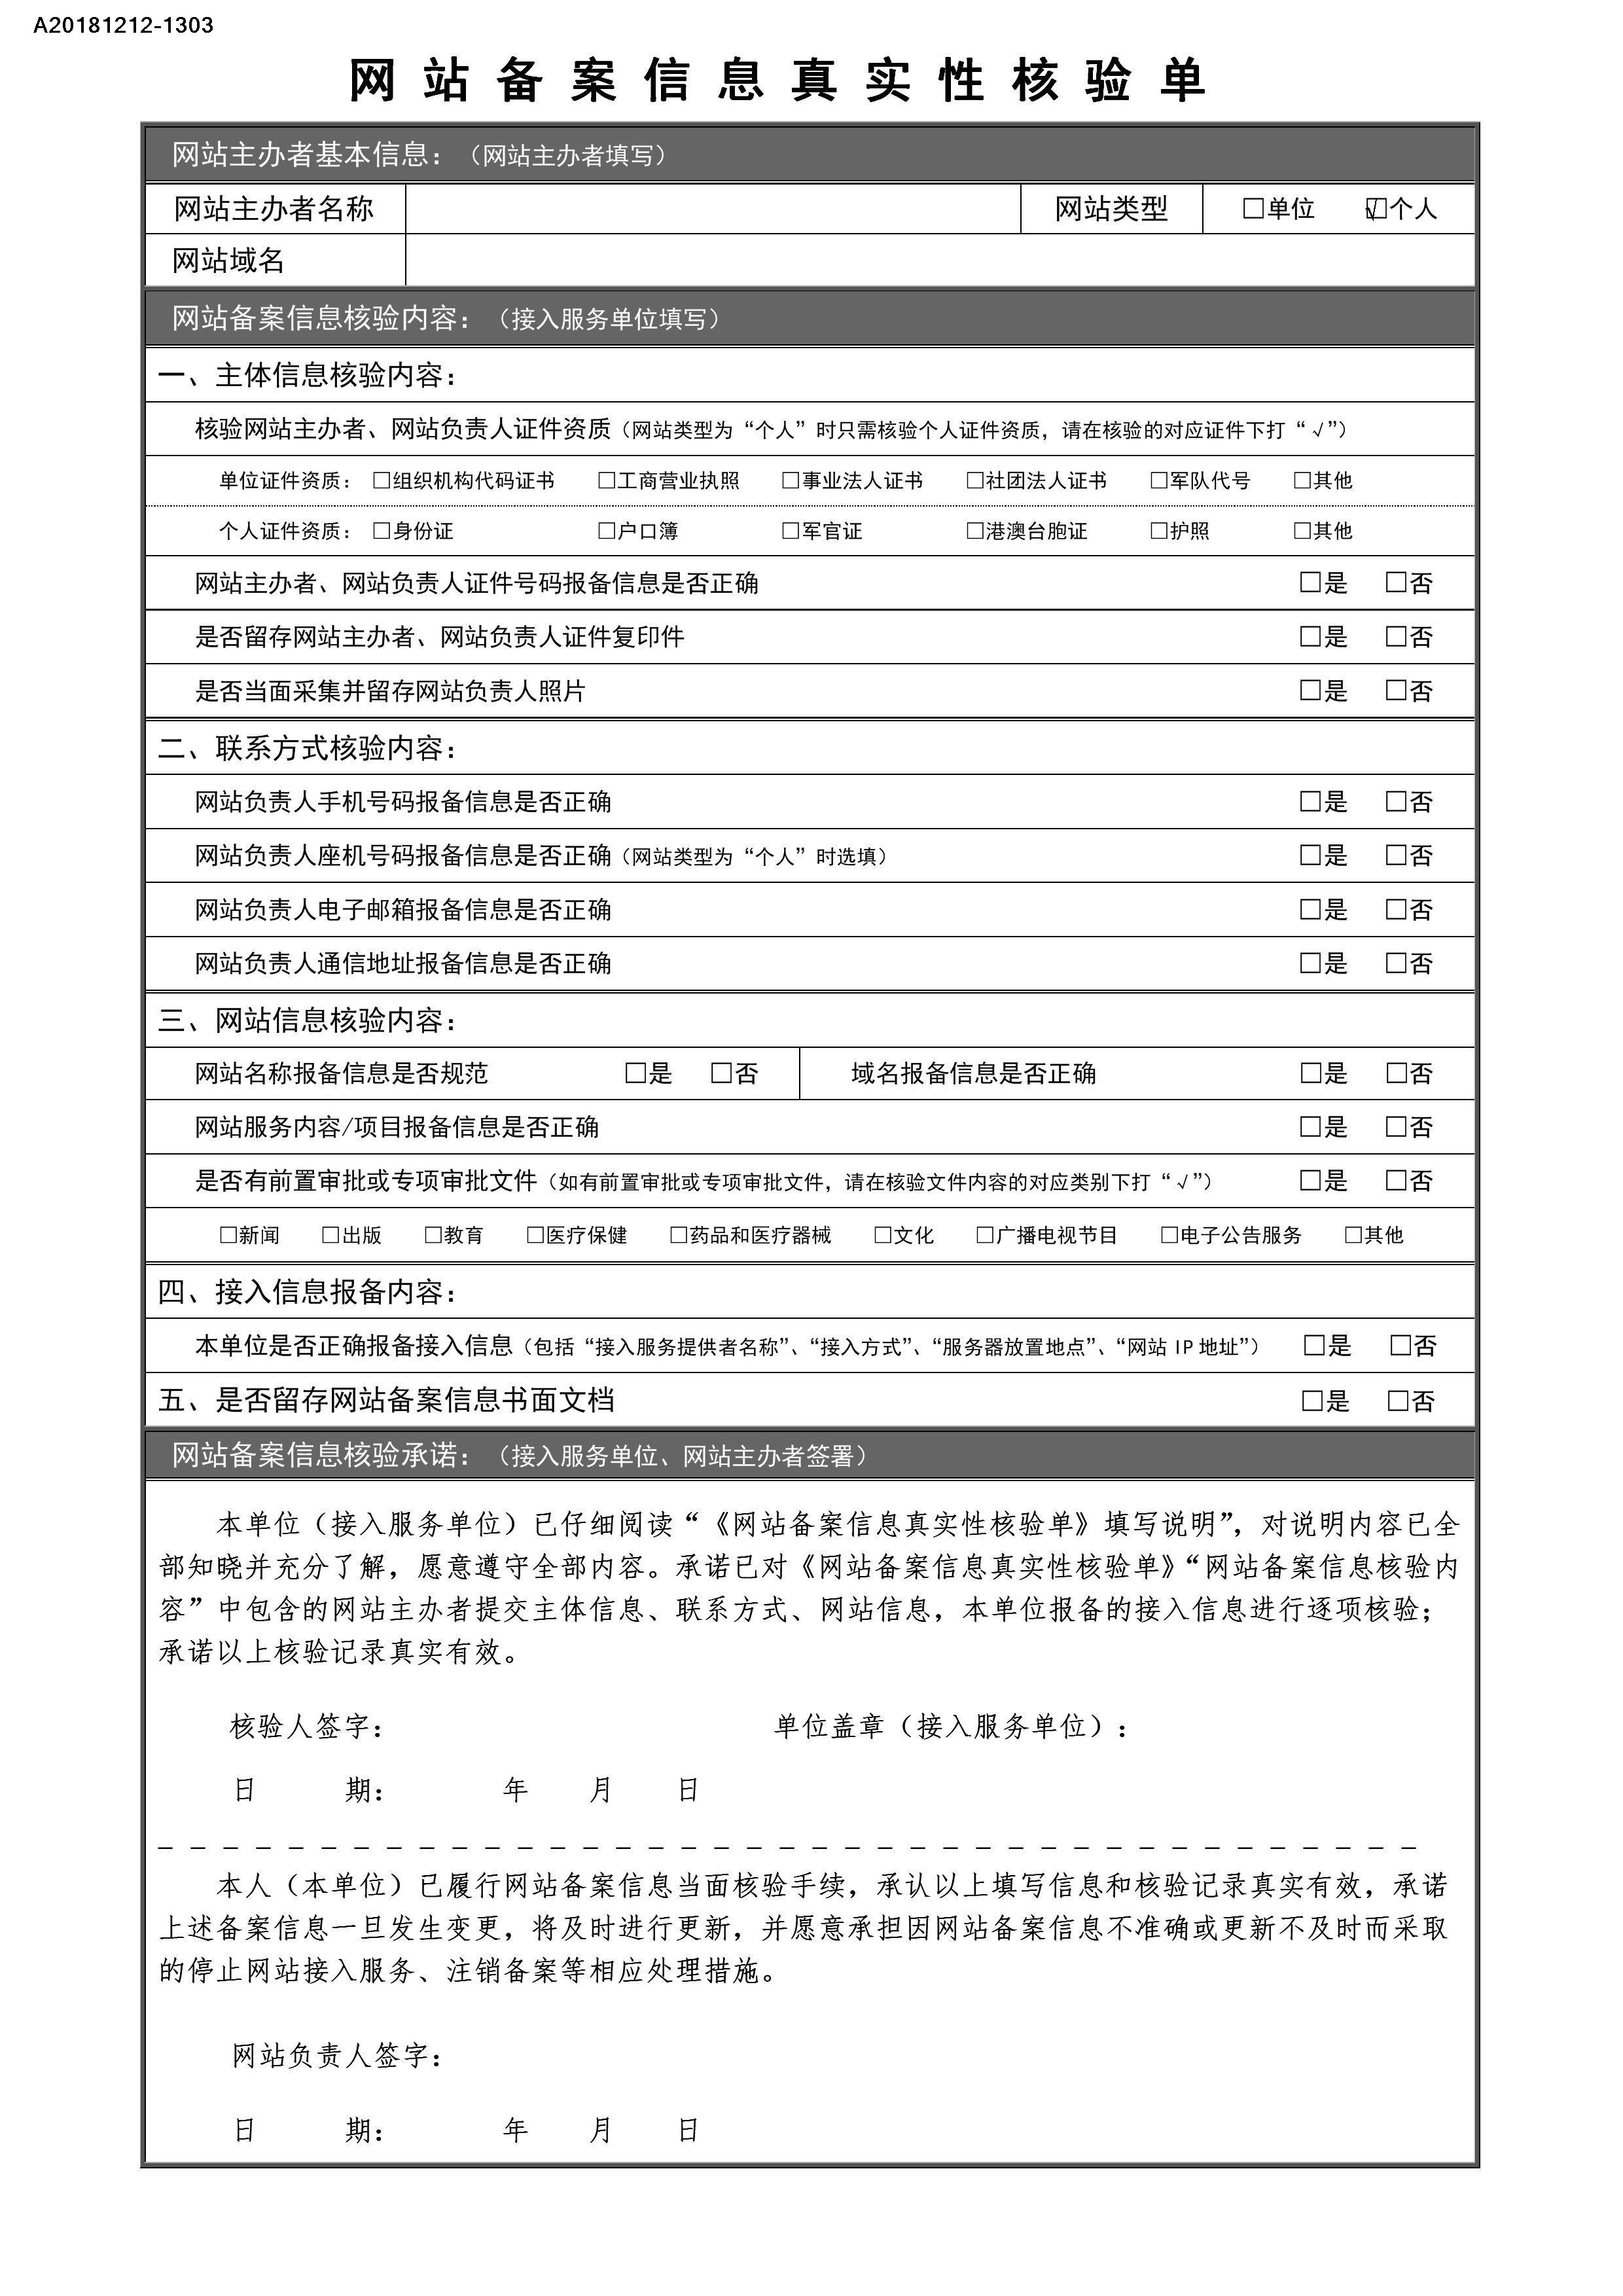 A20181212-1303
网站备案信息真实性核验单
网站主办者基本信息：（网站主办者填写）
网站主办者名称 网站类型 □单位 ☑个人
网站域名
网站备案信息核验内容：（接入服务单位填写）
一、主体信息核验内容：
核验网站主办者、网站负责人证件资质（网站类型为“个人”时只需核验个人证件资质，请在核验的对应证件下打“√”）
单位证件资质： □组织机构代码证书 □工商营业执照 □事业法人证书 □社团法人证书 □军队代号 □其他
个人证件资质： □身份证 □户口簿 □军官证 □港澳台胞证 □护照 □其他
网站主办者、网站负责人证件号码报备信息是否正确 □是 □否
是否留存网站主办者、网站负责人证件复印件 □是 □否
是否当面采集并留存网站负责人照片 □是 □否
二、联系方式核验内容：
网站负责人手机号码报备信息是否正确 □是 □否
网站负责人座机号码报备信息是否正确（网站类型为“个人”时选填） □是 □否
网站负责人电子邮箱报备信息是否正确 □是 □否
网站负责人通信地址报备信息是否正确 □是 □否
三、网站信息核验内容：
网站名称报备信息是否规范 □是 □否 域名报备信息是否正确 □是 □否
网站服务内容/项目报备信息是否正确 □是 □否
是否有前置审批或专项审批文件（如有前置审批或专项审批文件，请在核验文件内容的对应类别下打“√”） □是 □否
□新闻 □出版 □教育 □医疗保健 □药品和医疗器械 □文化 □广播电视节目 □电子公告服务 □其他
四、接入信息报备内容：
本单位是否正确报备接入信息（包括“接入服务提供者名称”、“接入方式”、“服务器放置地点”、“网站 IP 地址”） □是 □否
五、是否留存网站备案信息书面文档 □是 □否
网站备案信息核验承诺：（接入服务单位、网站主办者签署）
本单位（接入服务单位）已仔细阅读“《网站备案信息真实性核验单》填写说明”，对说明内容已全
部知晓并充分了解，愿意遵守全部内容。承诺已对《网站备案信息真实性核验单》“网站备案信息核验内
容”中包含的网站主办者提交主体信息、联系方式、网站信息，本单位报备的接入信息进行逐项核验；
承诺以上核验记录真实有效。
核验人签字： 单位盖章（接入服务单位）：
日 期： 年 月 日
本人（本单位）已履行网站备案信息当面核验手续，承认以上填写信息和核验记录真实有效，承诺
上述备案信息一旦发生变更，将及时进行更新，并愿意承担因网站备案信息不准确或更新不及时而采取
的停止网站接入服务、注销备案等相应处理措施。
网站负责人签字：
日 期： 年 月 日